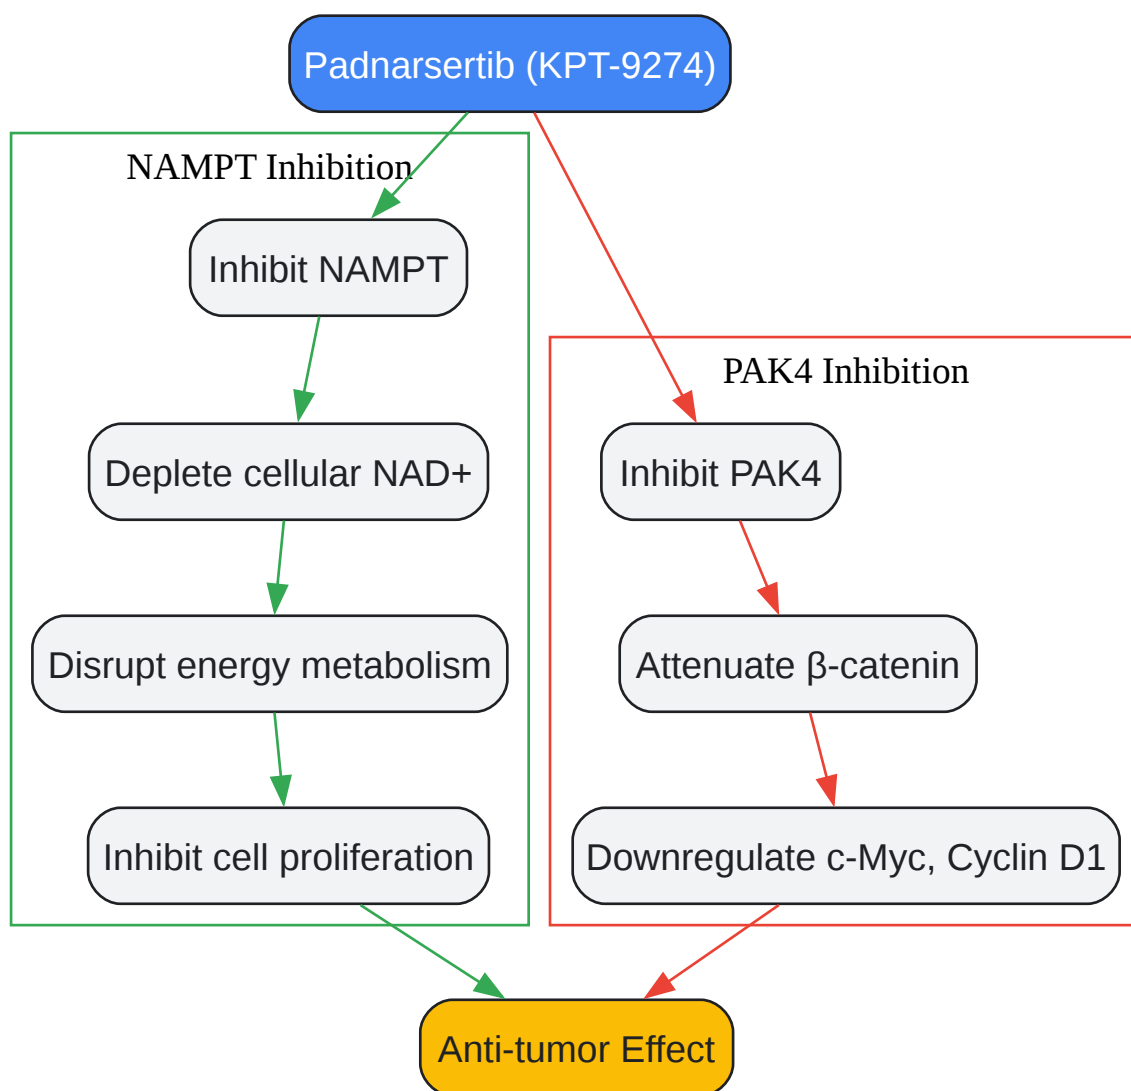 Padnarsertib (KPT-9274)
NAMPT Inhibition
Inhibit NAMPT
Deplete cellular NAD+
Disrupt energy metabolism
Inhibit cell proliferation
PAK4 Inhibition
Inhibit PAK4
Attenuate β-catenin
Downregulate c-Myc, Cyclin D1
Anti-tumor Effect